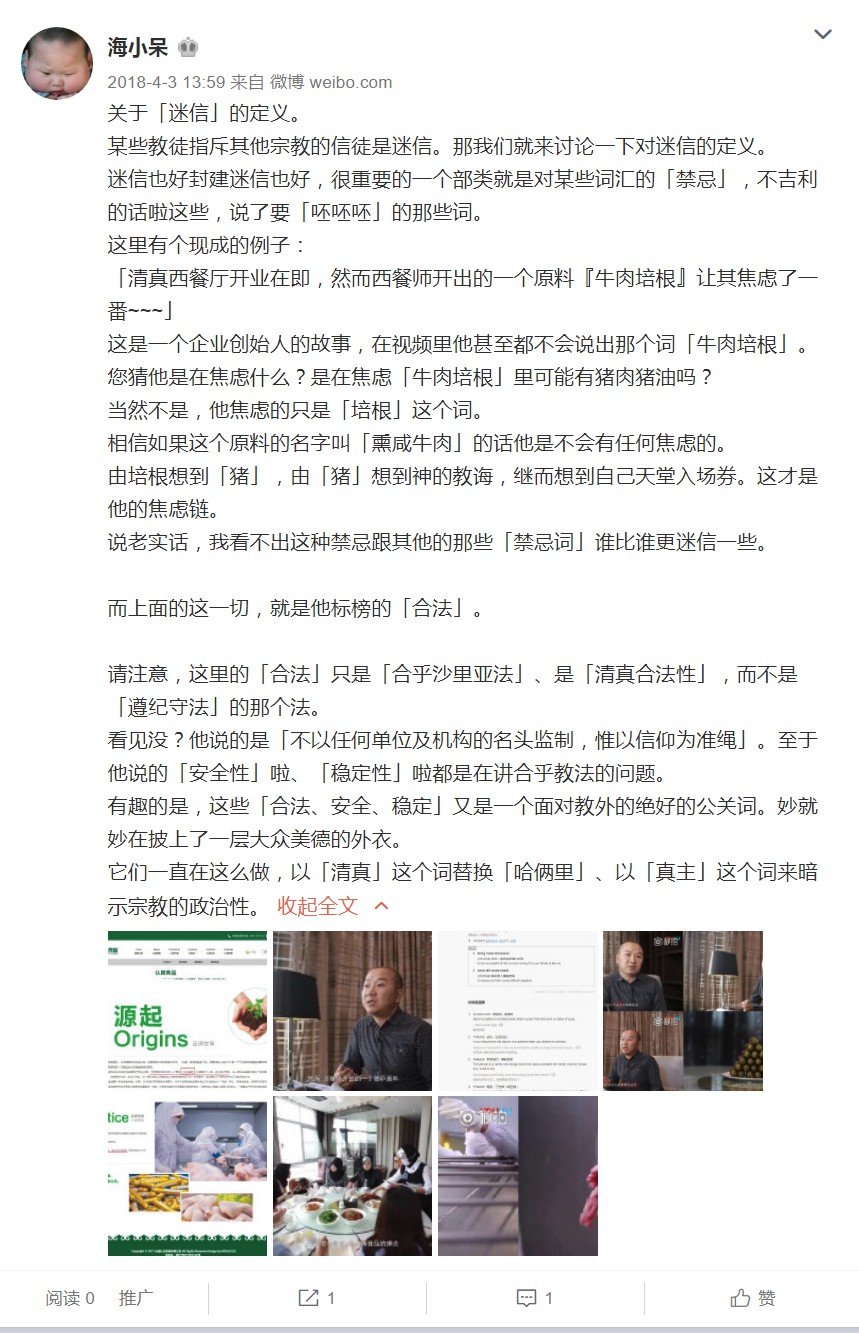 海小呆
2018-4-3 13:59 来自 微博 weibo.com
关于「迷信」的定义。
某些教徒指斥其他宗教的信徒是迷信。那我们就来讨论一下对迷信的定义。
迷信也好封建迷信也好，很重要的一个部类就是对某些词汇的「禁忌」，不吉利
的话啦这些，说了要「呸呸呸」的那些词。
这里有个现成的例子：
「清真西餐厅开业在即，然而西餐师开出的一个原料『牛肉培根』让其焦虑了一
番~~~」
这是一个企业创始人的故事，在视频里他甚至都不会说出那个词「牛肉培根」。
您猜他是在焦虑什么？是在焦虑「牛肉培根」里可能有猪肉猪油吗？
当然不是，他焦虑的只是「培根」这个词。
相信如果这个原料的名字叫「熏咸牛肉」的话他是不会有任何焦虑的。
由培根想到「猪」，由「猪」想到神的教诲，继而想到自己天堂入场券。这才是
他的焦虑链。
说老实话，我看不出这种禁忌跟其他的那些「禁忌词」谁比谁更迷信一些。
而上面的这一切，就是他标榜的「合法」。
请注意，这里的「合法」只是「合乎沙里亚法」、是「清真合法性」，而不是
「遵纪守法」的那个法。
看见没？他说的是「不以任何单位及机构的名头监制，惟以信仰为准绳」。至于
他说的「安全性」啦、「稳定性」啦都是在讲合乎教法的问题。
有趣的是，这些「合法、安全、稳定」又是一个面对教外的绝好的公关词。妙就
妙在披上了一层大众美德的外衣。
它们一直在这么做，以「清真」这个词替换「哈俩里」、以「真主」这个词来暗
示宗教的政治性。 收起全文
源起
Origins
品牌故事
tice
阅读 0 推广 1 1 赞